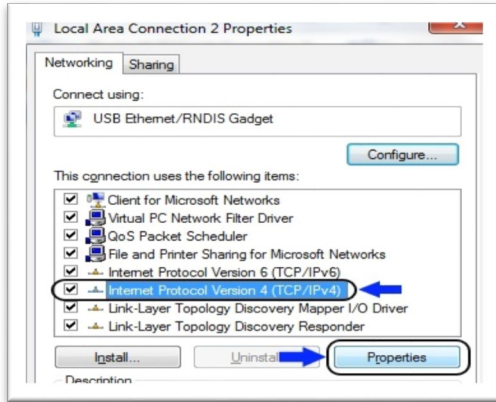 Local Area Connection 2 Properties
Networking Sharing
Connect using:
USB Ethernet/RNDIS Gadget
Configure...
This connection uses the following items:
Client for Microsoft Networks
Virtual PC Network Filter Driver
QoS Packet Scheduler
File and Printer Sharing for Microsoft Networks
Internet Protocol Version 6 (TCP/IPv6)
Internet Protocol Version 4 (TCP/IPv4)
Link-Layer Topology Discovery Mapper I/O Driver
Link-Layer Topology Discovery Responder
Install... Uninstal Properties
Description